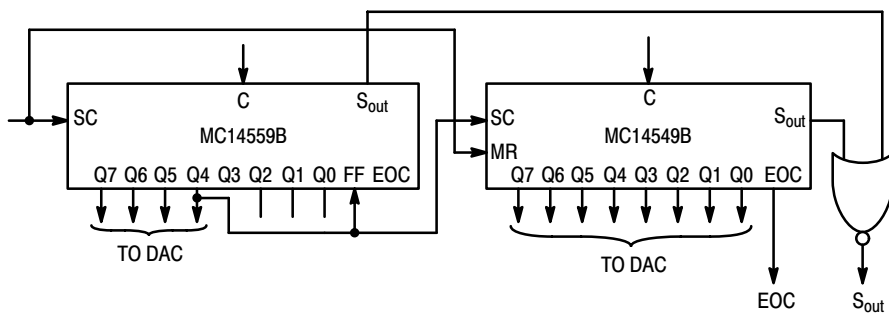 C
S_out
SC
MC14559B
Q7 Q6 Q5 Q4 Q3 Q2 Q1 Q0 FF EOC
TO DAC
C
S_out
SC
MC14549B
MR
Q7 Q6 Q5 Q4 Q3 Q2 Q1 Q0 EOC
TO DAC
EOC
S_out